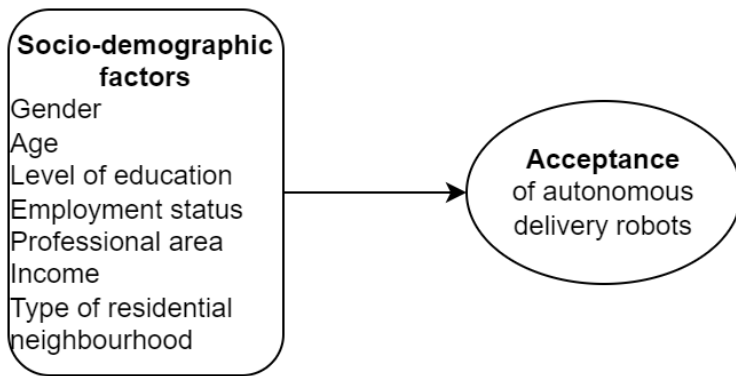 Socio-demographic
factors
Gender
Age
Level of education
Employment status
Professional area
Income
Type of residential
neighbourhood
Acceptance
of autonomous
delivery robots